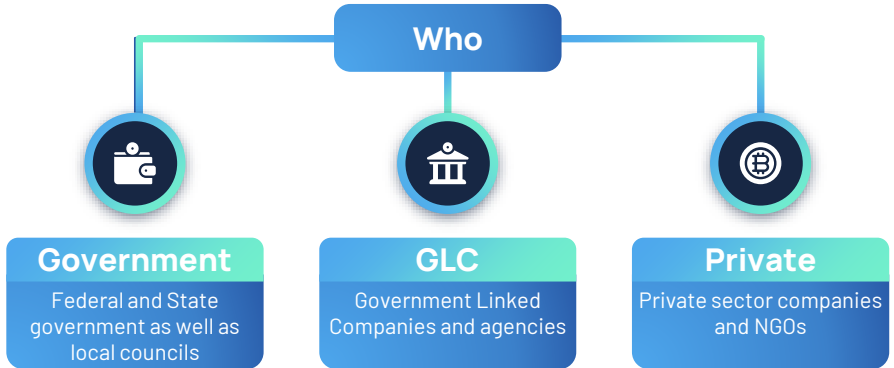 Who
Government
Federal and State
government as well as
local councils
GLC
Government Linked
Companies and agencies
Private
Private sector companies
and NGOs